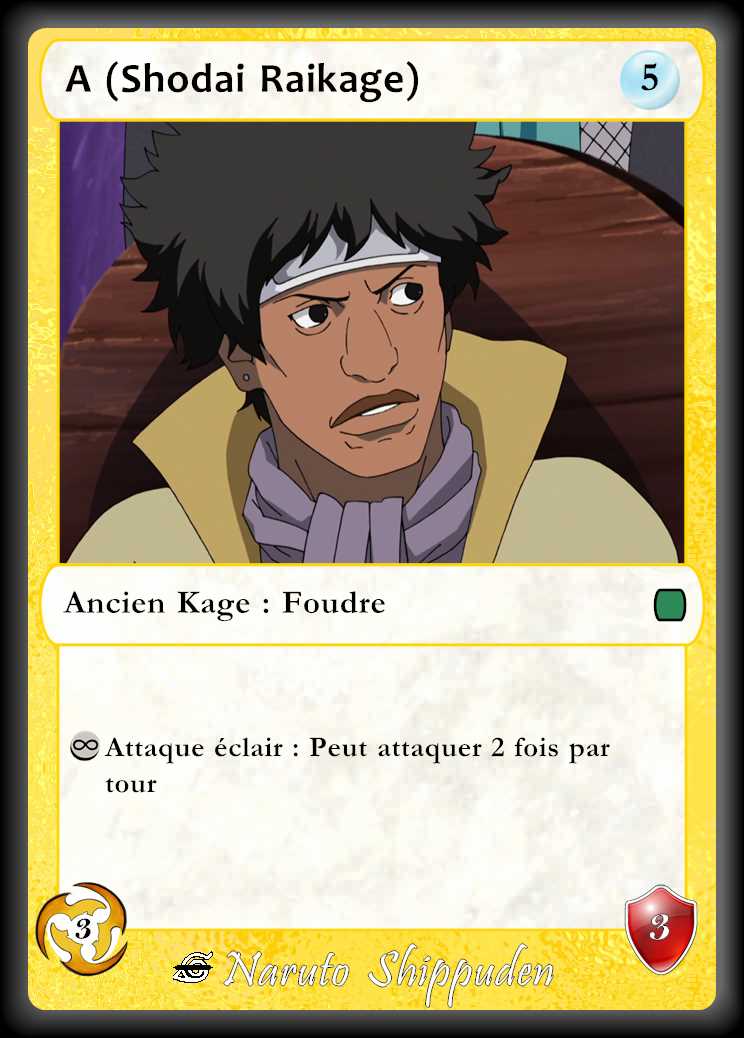 A (Shodai Raikage) 5
Ancien Kage : Foudre
Attaque éclair : Peut attaquer 2 fois par
tour
3 3
Naruto Shippuden